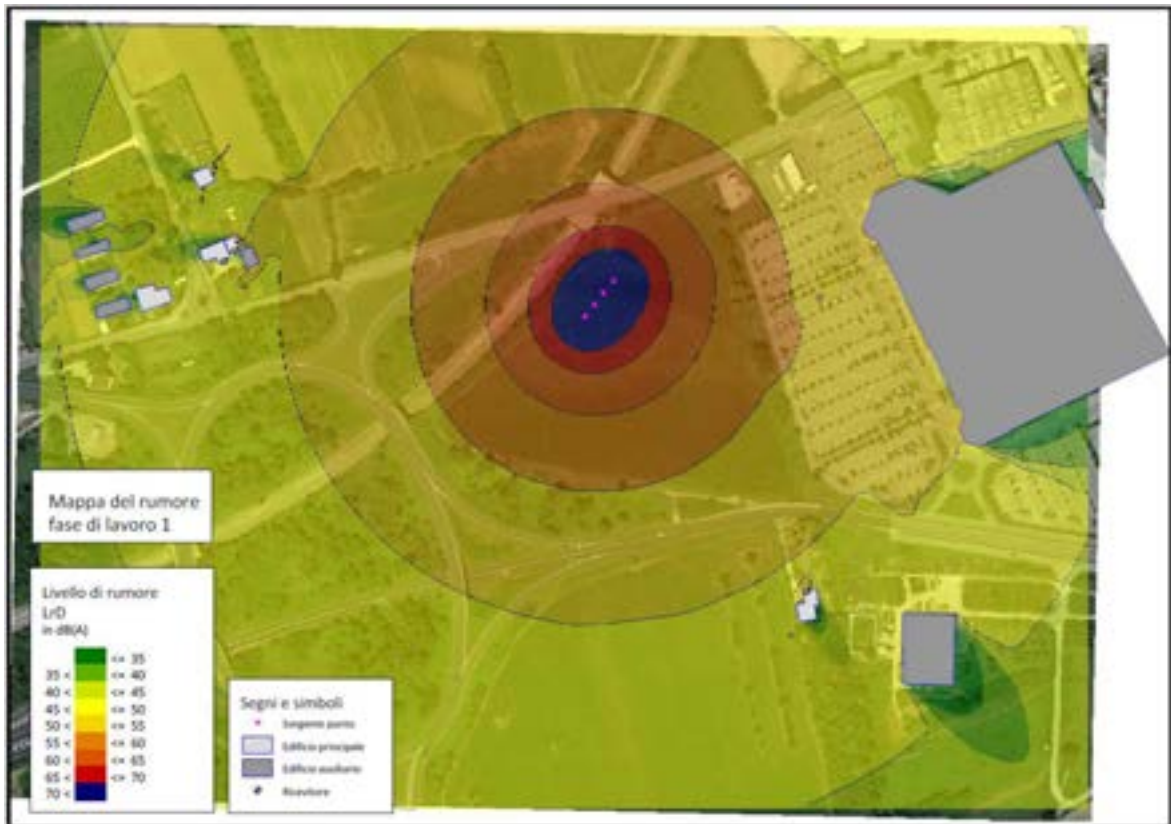 Mappa del rumore
fase di lavoro 1
Livello di rumore
LrD
in dB(A)
<= 35
35 < <= 40
40 < <= 45
45 < <= 50
50 < <= 55
55 < <= 60
60 < <= 65
65 < <= 70
70 <
Segni e simboli
Sorgente punto
Edificio principale
Edificio auxiliario
Ricevitore